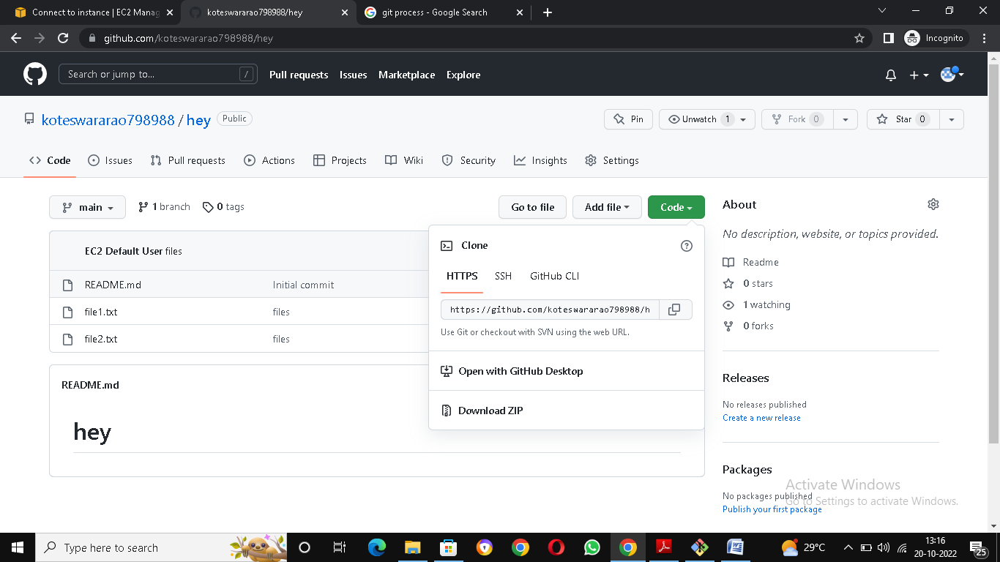 Connect to instance | EC2 Manag
koteswararao798988/hey
git process - Google Search
github.com/koteswararao798988/hey
Incognito
Search or jump to...
/
Pull requests
Issues
Marketplace
Explore
koteswararao798988 / hey
Public
Pin
Unwatch 1
Fork 0
Star 0
Code
Issues
Pull requests
Actions
Projects
Wiki
Security
Insights
Settings
main
1 branch
0 tags
Go to file
Add file
Code
EC2 Default User files
README.md
Initial commit
file1.txt
files
file2.txt
files
README.md
hey
Clone
HTTPS
SSH
GitHub CLI
https://github.com/koteswararao798988/h
Use Git or checkout with SVN using the web URL.
Open with GitHub Desktop
Download ZIP
About
No description, website, or topics provided.
Readme
0 stars
1 watching
0 forks
Releases
No releases published
Create a new release
Packages
No packages published
Publish your first package
Activate Windows
Go to Settings to activate Windows.
Type here to search
29°C
13:16
20-10-2022
25